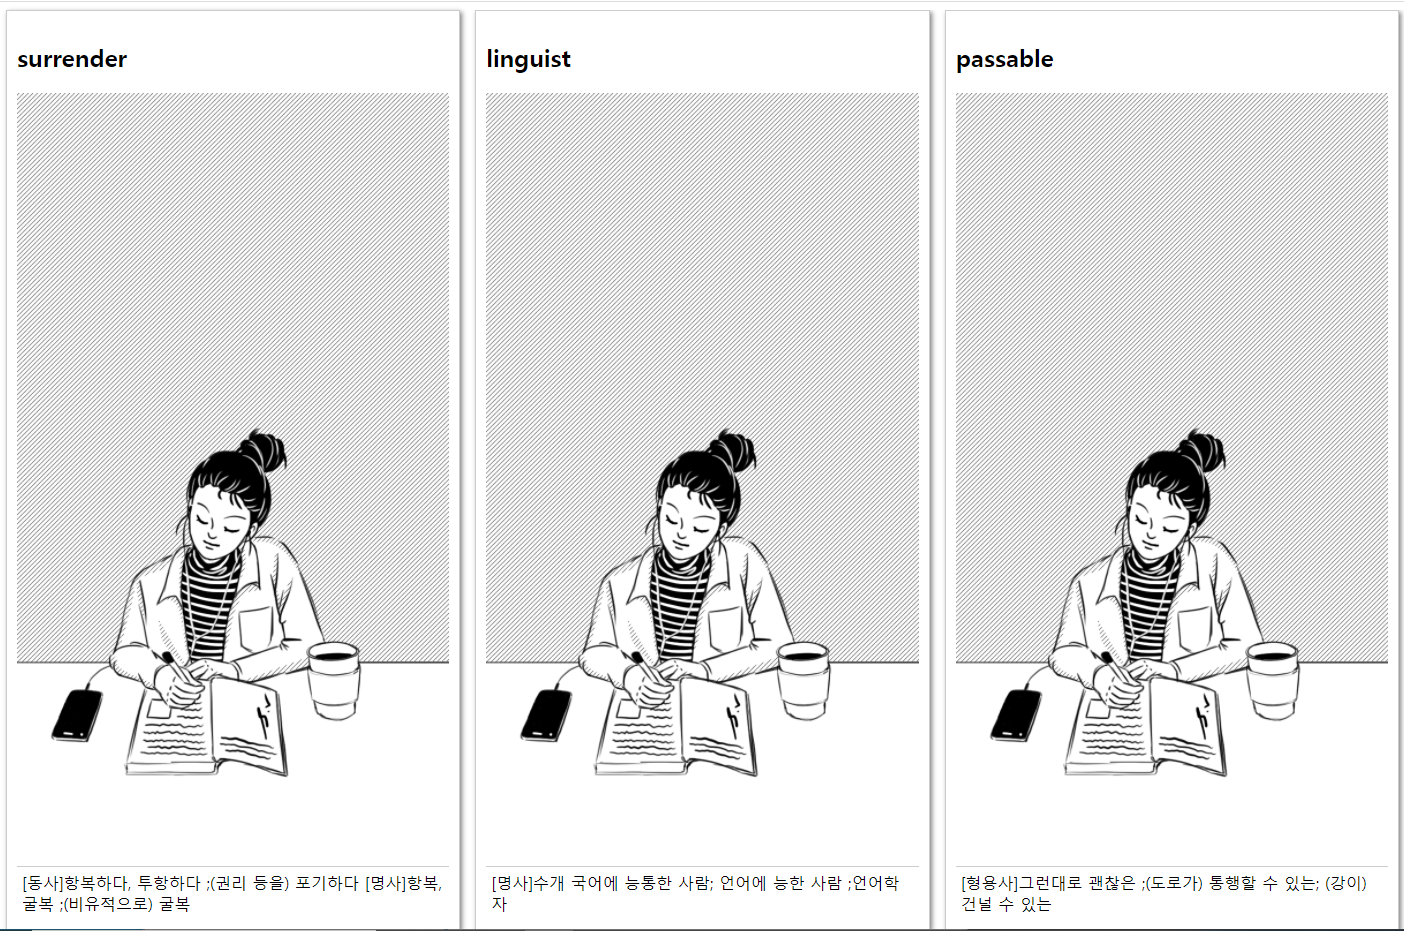 surrender
[동사]항복하다, 투항하다 ;(권리 등을) 포기하다 [명사]항복,
굴복 ;(비유적으로) 굴복
linguist
[명사]수개 국어에 능통한 사람; 언어에 능한 사람 ;언어학
자
passable
[형용사]그런대로 괜찮은 ;(도로가) 통행할 수 있는; (강이)
건널 수 있는